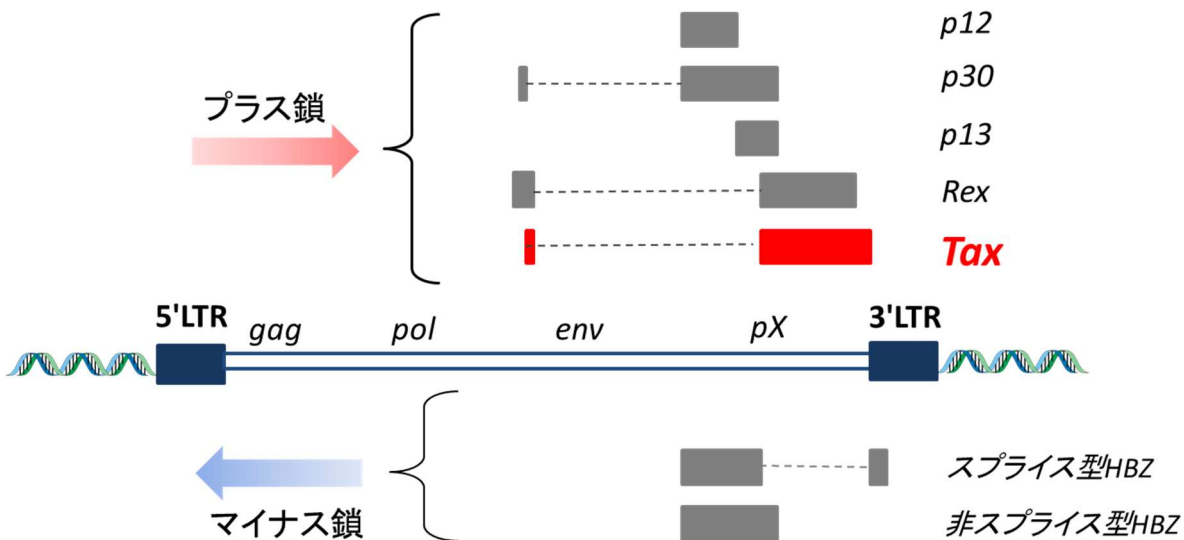 p12
p30
プラス鎖
p13
Rex
Tax
5'LTR
gag
pol
env
pX
3'LTR
スプライス型HBZ
マイナス鎖
非スプライス型HBZ